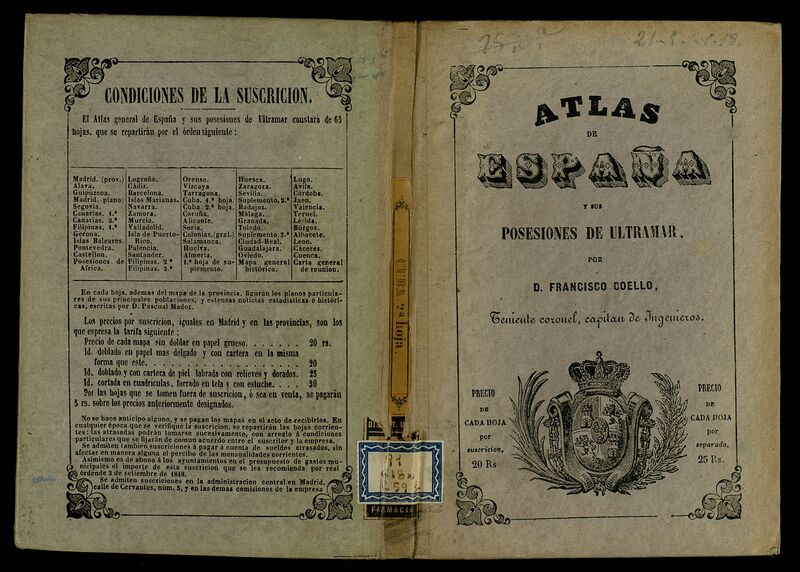 CONDICIONES DE LA SUSCRICION.
El Atlas general de España y sus posesiones de Ultramar constará de 65
hojas, que se repartirán por el órden siguiente:
Madrid. (prov.)
Alava.
Guipúzcoa.
Madrid. plano)
Segovia.
Canarias. 1.ª
Canarias. 2.ª
Filipinas. 1.ª
Gerona.
Islas Baleares.
Pontevedra.
Castellon.
Posesiones de
Africa.
Logroño.
Cádiz.
Barcelona.
Islas Marianas.
Navarra.
Zamora.
Murcia.
Valladolid.
Isla de Puerto-
Rico.
Palencia.
Santander.
Filipinas. 2.ª
Filipinas. 3.ª
Orense.
Vizcaya
Tarragona.
Cuba. 1.ª hoja.
Cuba. 2.ª hoja.
Coruña.
Alicante.
Soria.
Colonias.(gral.)
Salamanca.
Huelva.
Almeria.
1.ª hoja de su-
plemento.
Huesca.
Zaragoza.
Sevilla.
Suplemento.2.ª
Badajoz.
Málaga.
Granada.
Toledo.
Suplemento.3.ª
Ciudad-Real.
Guadalajara.
Oviedo.
Mapa general
histórico.
Lugo.
Avila.
Córdoba.
Jaen.
Valencia.
Teruel.
Lérida.
Búrgos.
Albacete.
Leon.
Cáceres.
Cuenca.
Carta general
de reunion.
En cada hoja, ademas del mapa de la provincia, figuran los planos particula-
res de sus principales poblaciones, y estensas noticias estadísticas é históri-
cas, escritas por D. Pascual Madoz.
Los precios por suscricion, iguales en Madrid y en las provincias, son los
que espresa la tarifa siguiente:
Precio de cada mapa sin doblar en papel grueso. . . . . . . 20 rs.
Id. doblado en papel mas delgado y con cartera en la misma
forma que este. . . . . . . . . . . . . . 20
Id. doblado y con cartera de piel labrada con relieves y dorados. 25
Id. cortada en cuadrículas, forrado en tela y con estuche. . . . 30
Por las hojas que se tomen fuera de suscricion, ó sea en venta, se pagarán
5 rs. sobre los precios anteriormente designados.
No se hace anticipo alguno, y se pagan los mapas en el acto de recibirlos. En
cualquiera época que se verifique la suscricion, se repartirán las hojas corrien-
tes; las atrasadas podrán tomarse sucesivamente, con arreglo á condiciones
particulares que se fijarán de comun acuerdo entre el suscritor y la empresa.
Se admiten tambien suscriciones á pagar á cuenta de sueldos atrasados, sin
afectar en manera alguna el percibo de las mensualidades corrientes.
Asimismo es de abono á los ayuntamientos en el presupuesto de gastos mu-
nicipales el importe de esta suscricion que se les recomienda por real
órden de 3 de setiembre de 1848.
Se admiten suscriciones en la administracion central en Madrid,
calle de Cervantes, núm. 3, y en las demas comisiones de la empresa
CUBA
2.a hoja.
11
FARMACIA
ATLAS
DE
ESPAÑA
Y SUS
POSESIONES DE ULTRAMAR,
POR
D. FRANCISCO COELLO,
Teniente coronel, capitan de Ingenieros.
PRECIO
DE
CADA HOJA
por
suscricion,
20 Rs
PRECIO
DE
CADA HOJA
por
separado,
25 Rs.